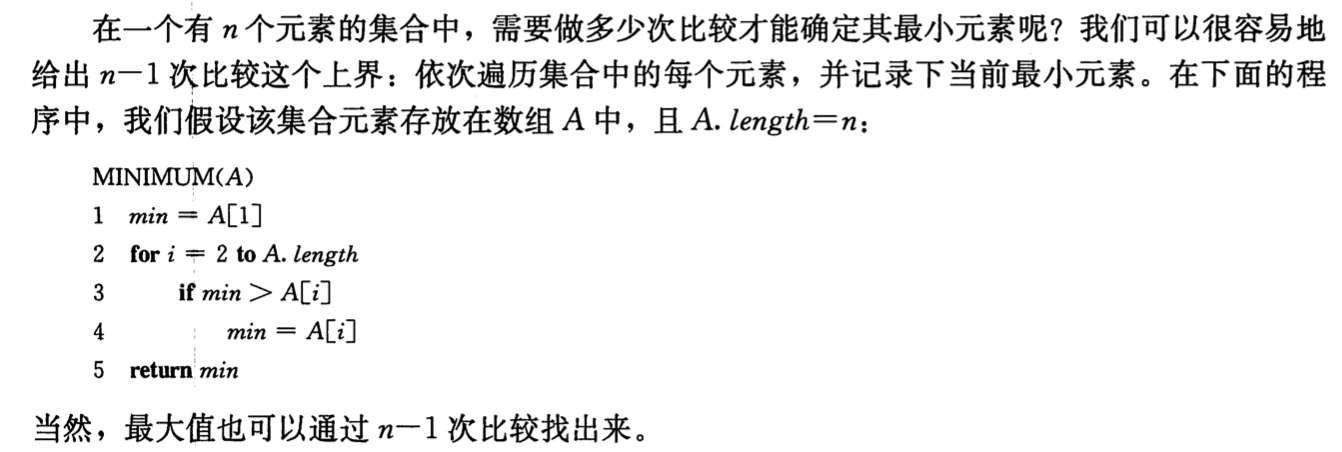 在一个有 n 个元素的集合中，需要做多少次比较才能确定其最小元素呢？我们可以很容易地
给出 n－1 次比较这个上界：依次遍历集合中的每个元素，并记录下当前最小元素。在下面的程
序中，我们假设该集合元素存放在数组 A 中，且 A. length＝n：
MINIMUM(A)
1 min = A[1]
2 for i = 2 to A. length
3 if min > A[i]
4 min = A[i]
5 return min
当然，最大值也可以通过 n－1 次比较找出来。